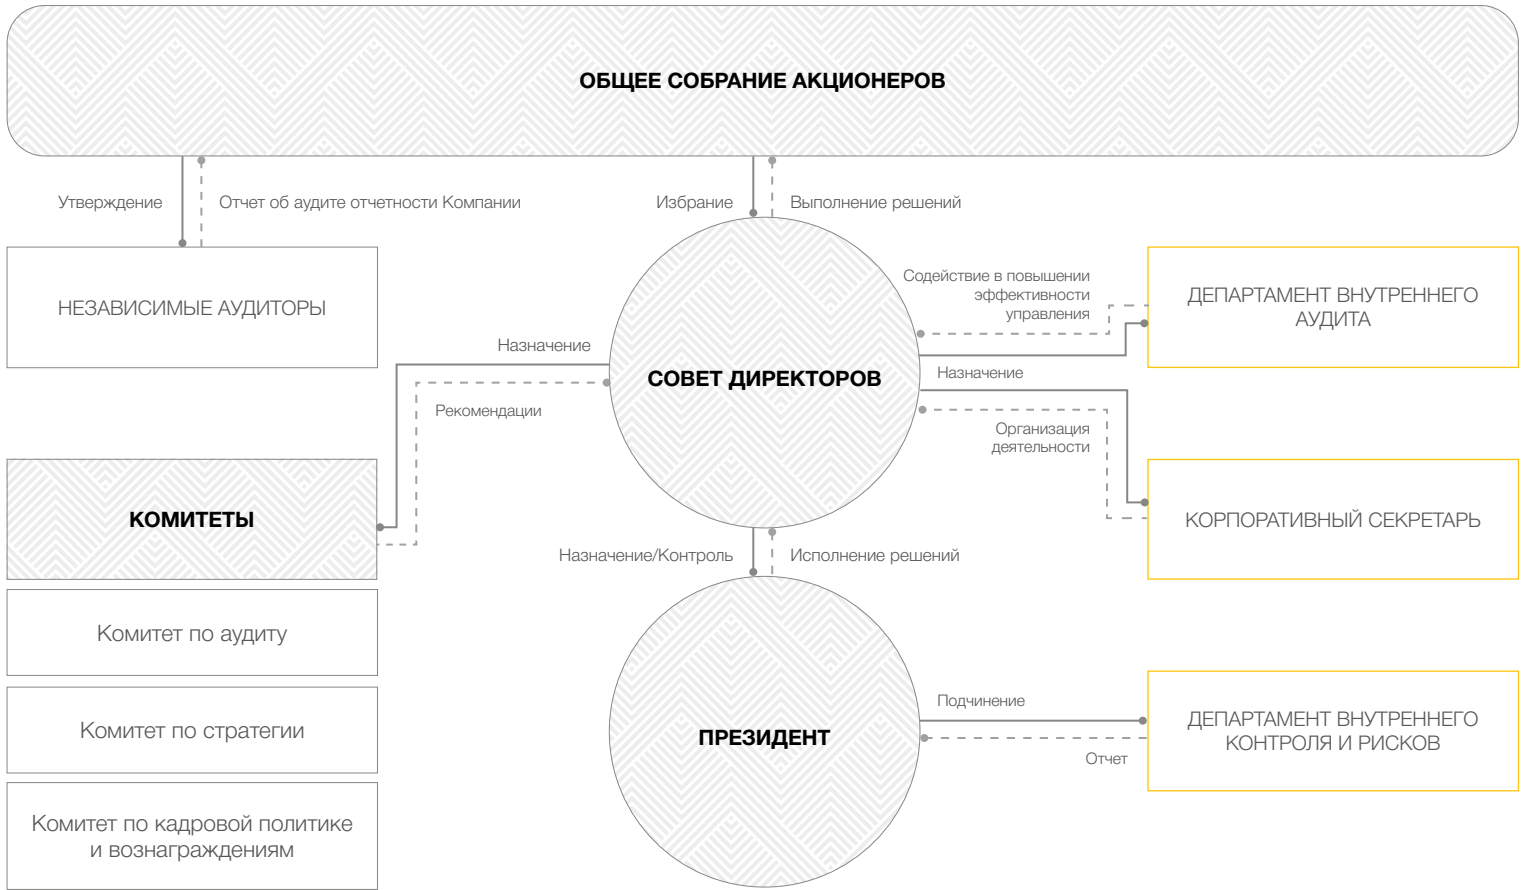 ОБЩЕЕ СОБРАНИЕ АКЦИОНЕРОВ
Утверждение
Отчет об аудите отчетности Компании
Избрание
Выполнение решений
НЕЗАВИСИМЫЕ АУДИТОРЫ
Содействие в повышении
эффективности
управления
ДЕПАРТАМЕНТ ВНУТРЕННЕГО
АУДИТА
Назначение
Рекомендации
СОВЕТ ДИРЕКТОРОВ
Назначение
Организация
деятельности
КОМИТЕТЫ
КОРПОРАТИВНЫЙ СЕКРЕТАРЬ
Назначение/Контроль
Исполнение решений
Комитет по аудиту
Комитет по стратегии
Комитет по кадровой политике
и вознаграждениям
ПРЕЗИДЕНТ
Подчинение
Отчет
ДЕПАРТАМЕНТ ВНУТРЕННЕГО
КОНТРОЛЯ И РИСКОВ